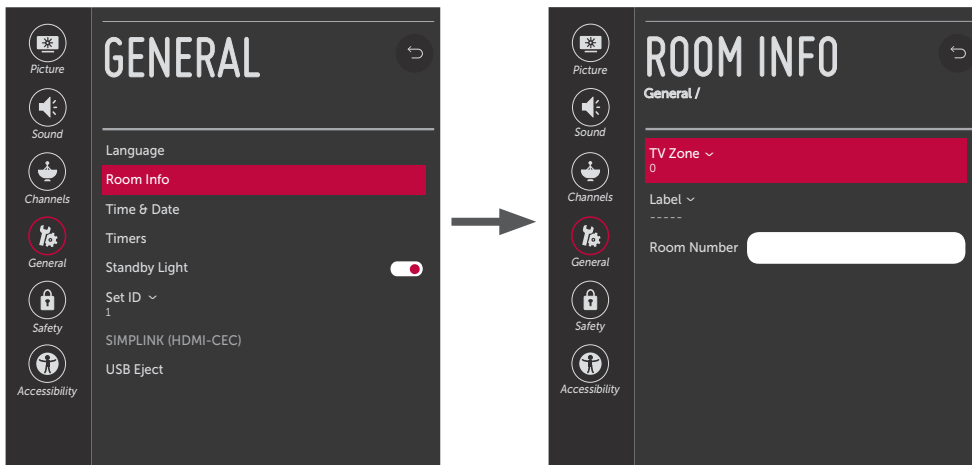 Picture
Sound
Channels
General
Safety
Accessibility
GENERAL
Language
Room Info
Time & Date
Timers
Standby Light
Set ID
1
SIMPLINK (HDMI-CEC)
USB Eject
Picture
Sound
Channels
General
Safety
Accessibility
ROOM INFO
General /
TV Zone
0
Label
-----
Room Number